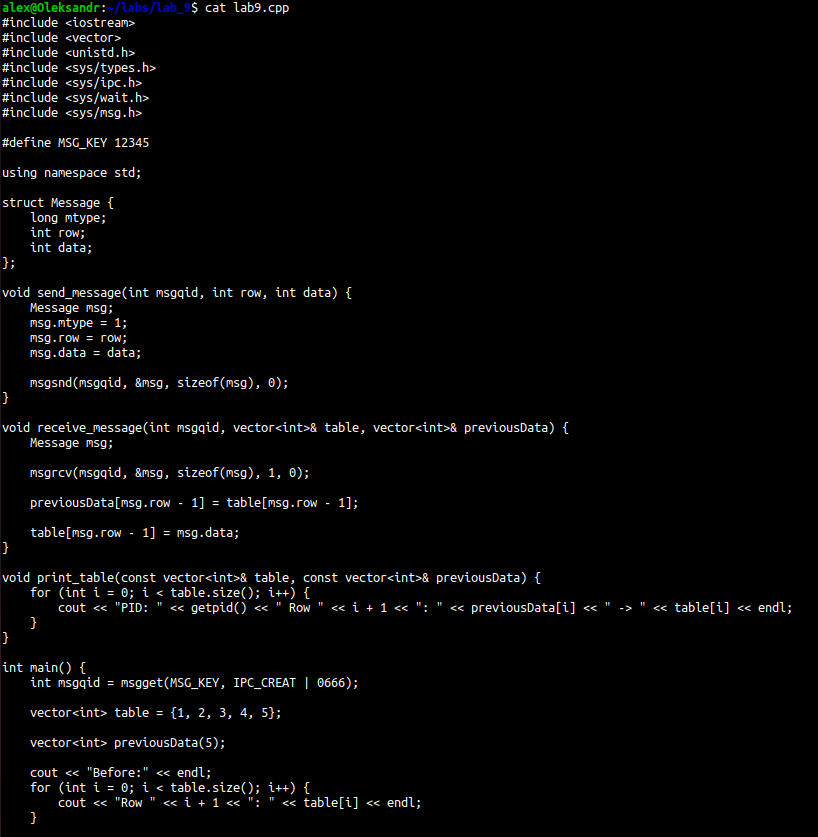 alex@Oleksandr:~/labs/lab_9$ cat lab9.cpp
#include <iostream>
#include <vector>
#include <unistd.h>
#include <sys/types.h>
#include <sys/ipc.h>
#include <sys/wait.h>
#include <sys/msg.h>

#define MSG_KEY 12345

using namespace std;

struct Message {
    long mtype;
    int row;
    int data;
};

void send_message(int msgqid, int row, int data) {
    Message msg;
    msg.mtype = 1;
    msg.row = row;
    msg.data = data;

    msgsnd(msgqid, &msg, sizeof(msg), 0);
}

void receive_message(int msgqid, vector<int>& table, vector<int>& previousData) {
    Message msg;

    msgrcv(msgqid, &msg, sizeof(msg), 1, 0);

    previousData[msg.row - 1] = table[msg.row - 1];

    table[msg.row - 1] = msg.data;
}

void print_table(const vector<int>& table, const vector<int>& previousData) {
    for (int i = 0; i < table.size(); i++) {
        cout << "PID: " << getpid() << " Row " << i + 1 << ": " << previousData[i] << " -> " << table[i] << endl;
    }
}

int main() {
    int msgqid = msgget(MSG_KEY, IPC_CREAT | 0666);

    vector<int> table = {1, 2, 3, 4, 5};

    vector<int> previousData(5);

    cout << "Before:" << endl;
    for (int i = 0; i < table.size(); i++) {
        cout << "Row " << i + 1 << ": " << table[i] << endl;
    }